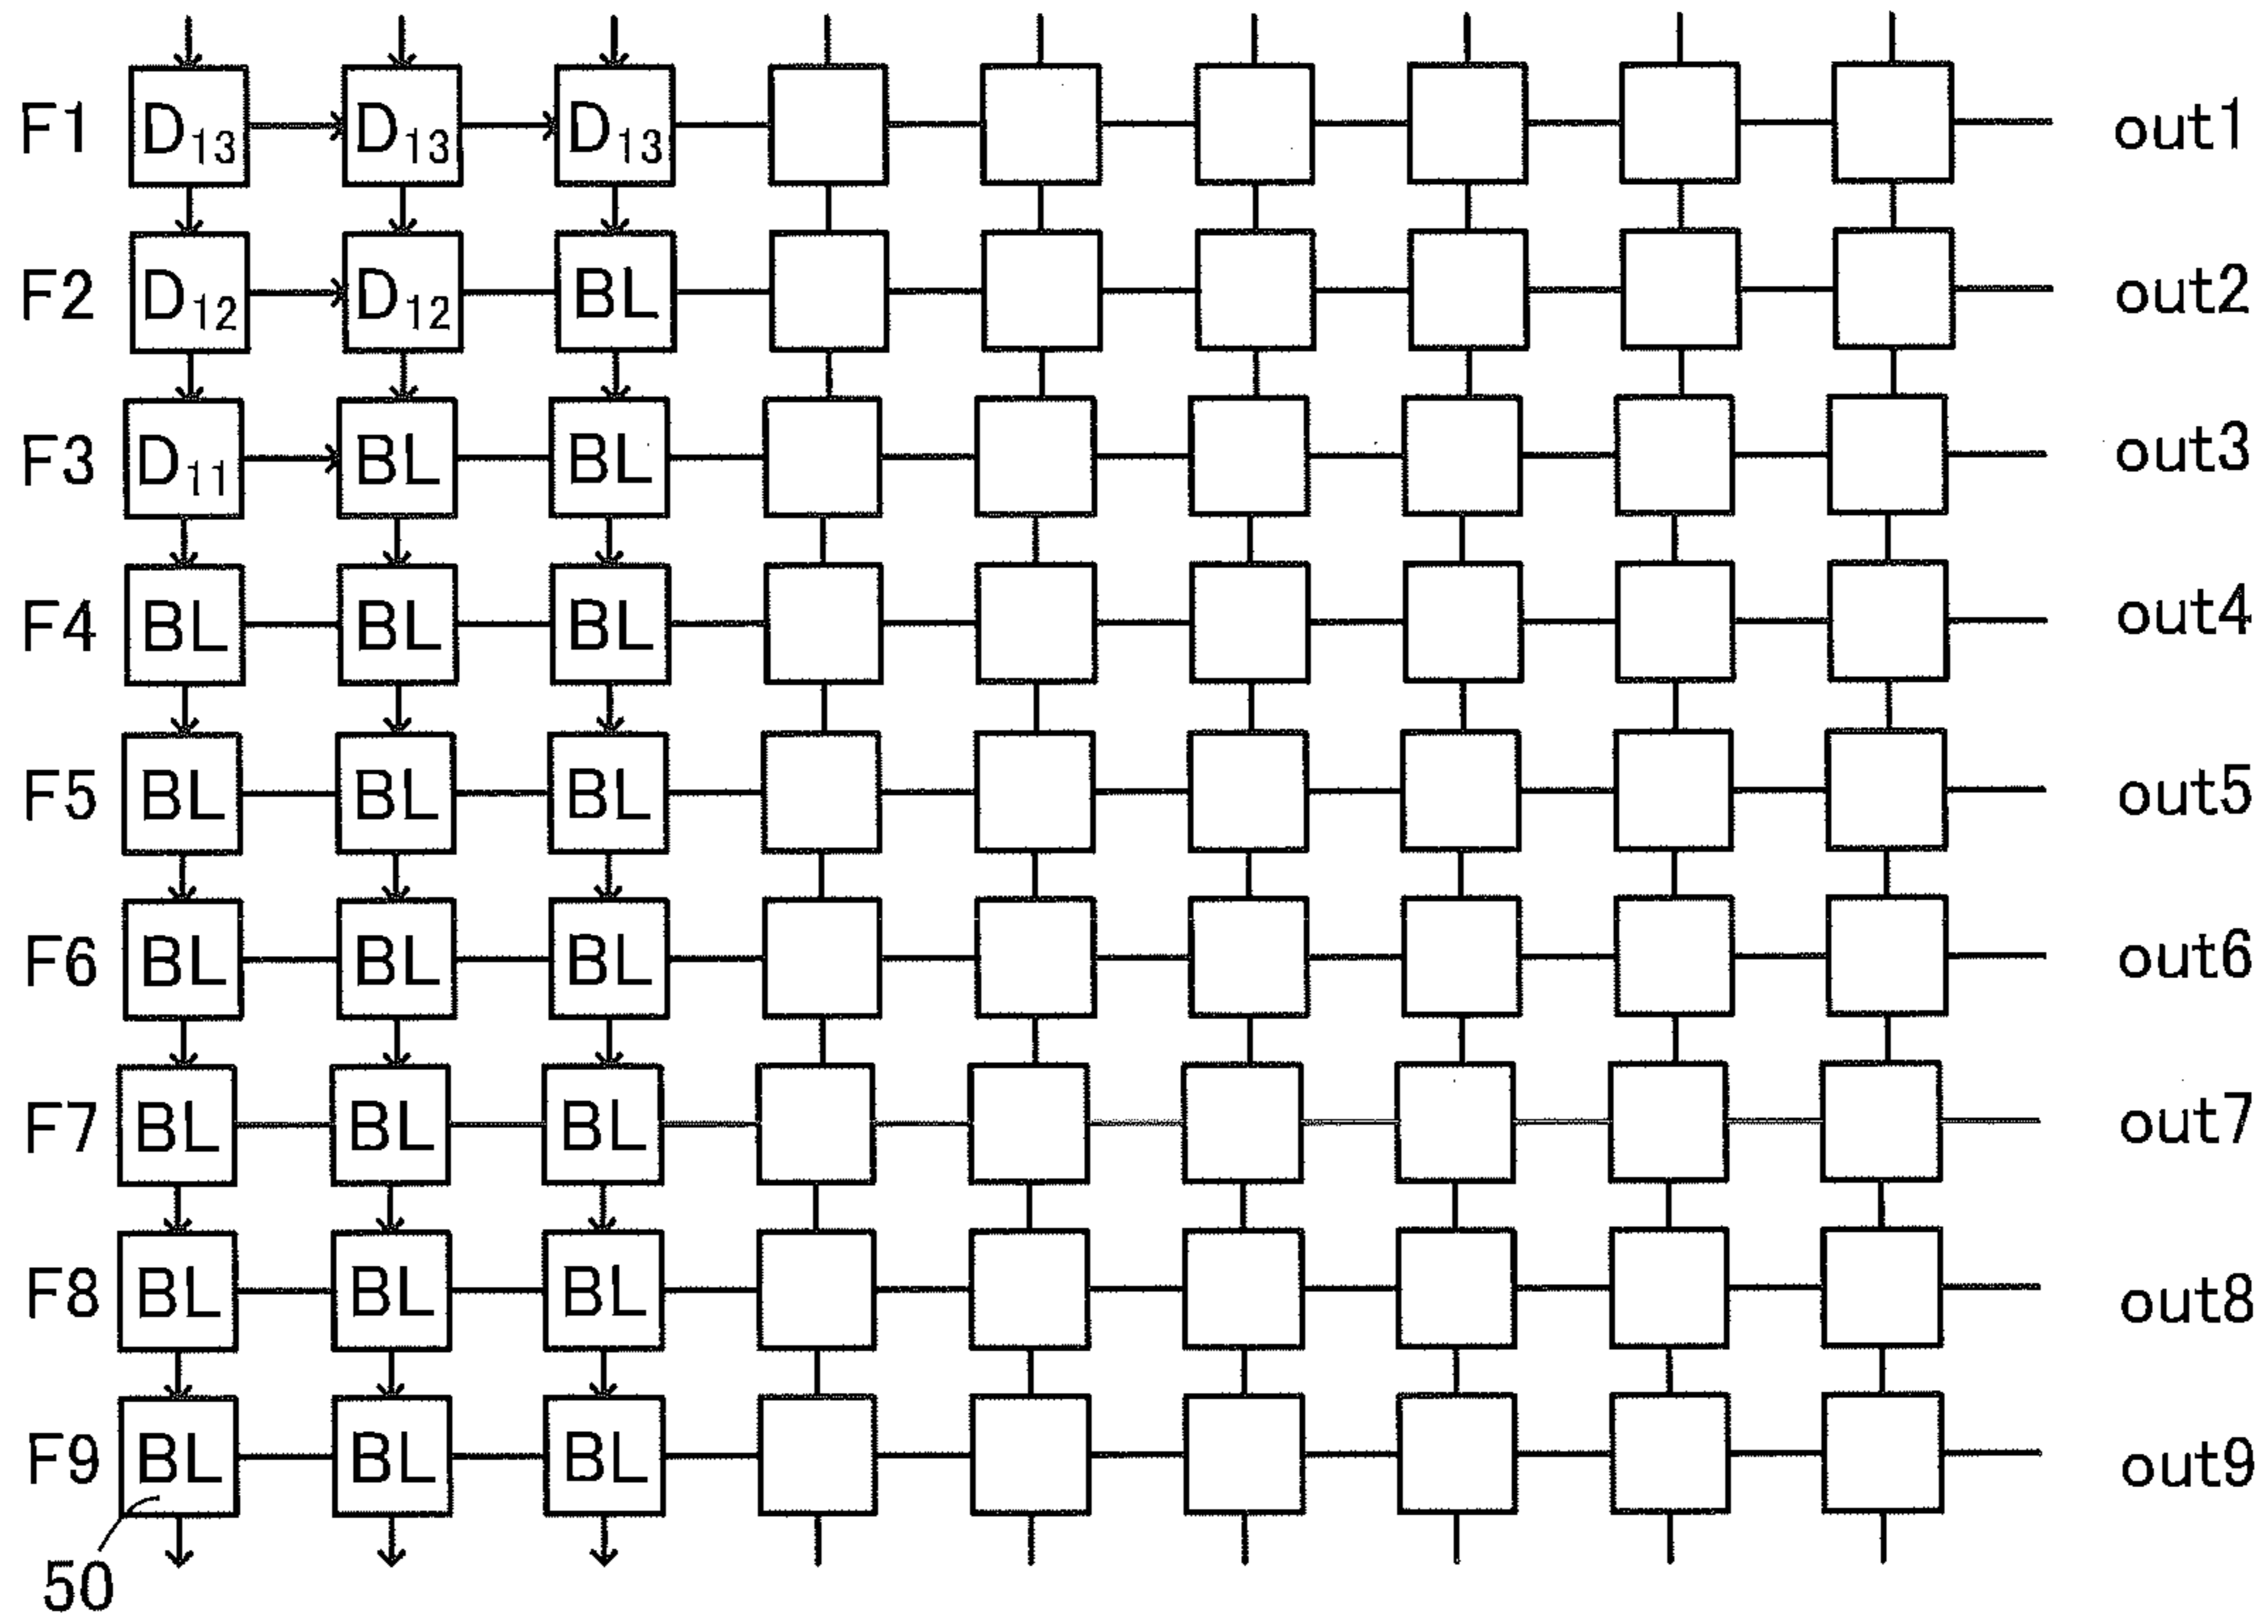 F1 D13 D13 D13 out1
F2 D12 D12 BL out2
F3 D11 BL BL out3
F4 BL BL BL out4
F5 BL BL BL out5
F6 BL BL BL out6
F7 BL BL BL out7
F8 BL BL BL out8
F9 BL BL BL out9
50